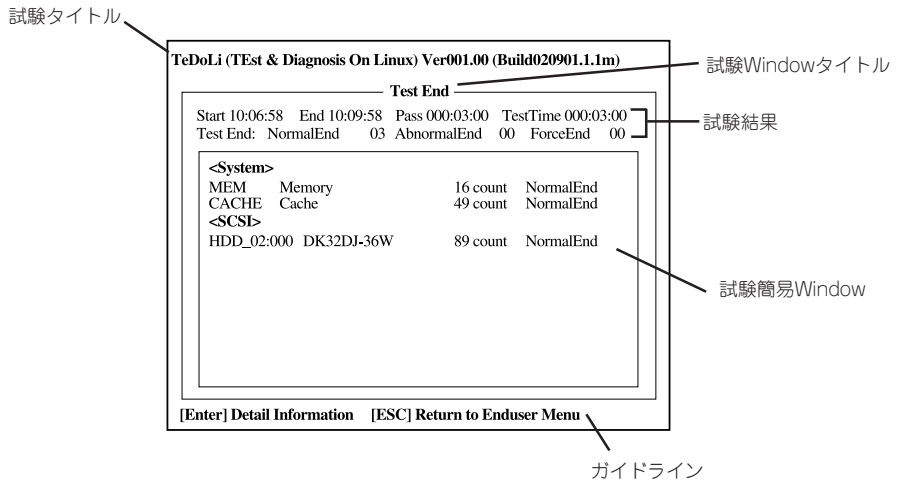 試験タイトル
TeDoLi (TEst & Diagnosis On Linux) Ver001.00 (Build020901.1.1m)
試験Windowタイトル
Test End
Start 10:06:58 End 10:09:58 Pass 000:03:00 TestTime 000:03:00
Test End: NormalEnd 03 AbnormalEnd 00 ForceEnd 00
試験結果
<System>
MEM Memory 16 count NormalEnd
CACHE Cache 49 count NormalEnd
<SCSI>
HDD_02:000 DK32DJ-36W 89 count NormalEnd
試験簡易Window
[Enter] Detail Information [ESC] Return to Enduser Menu
ガイドライン